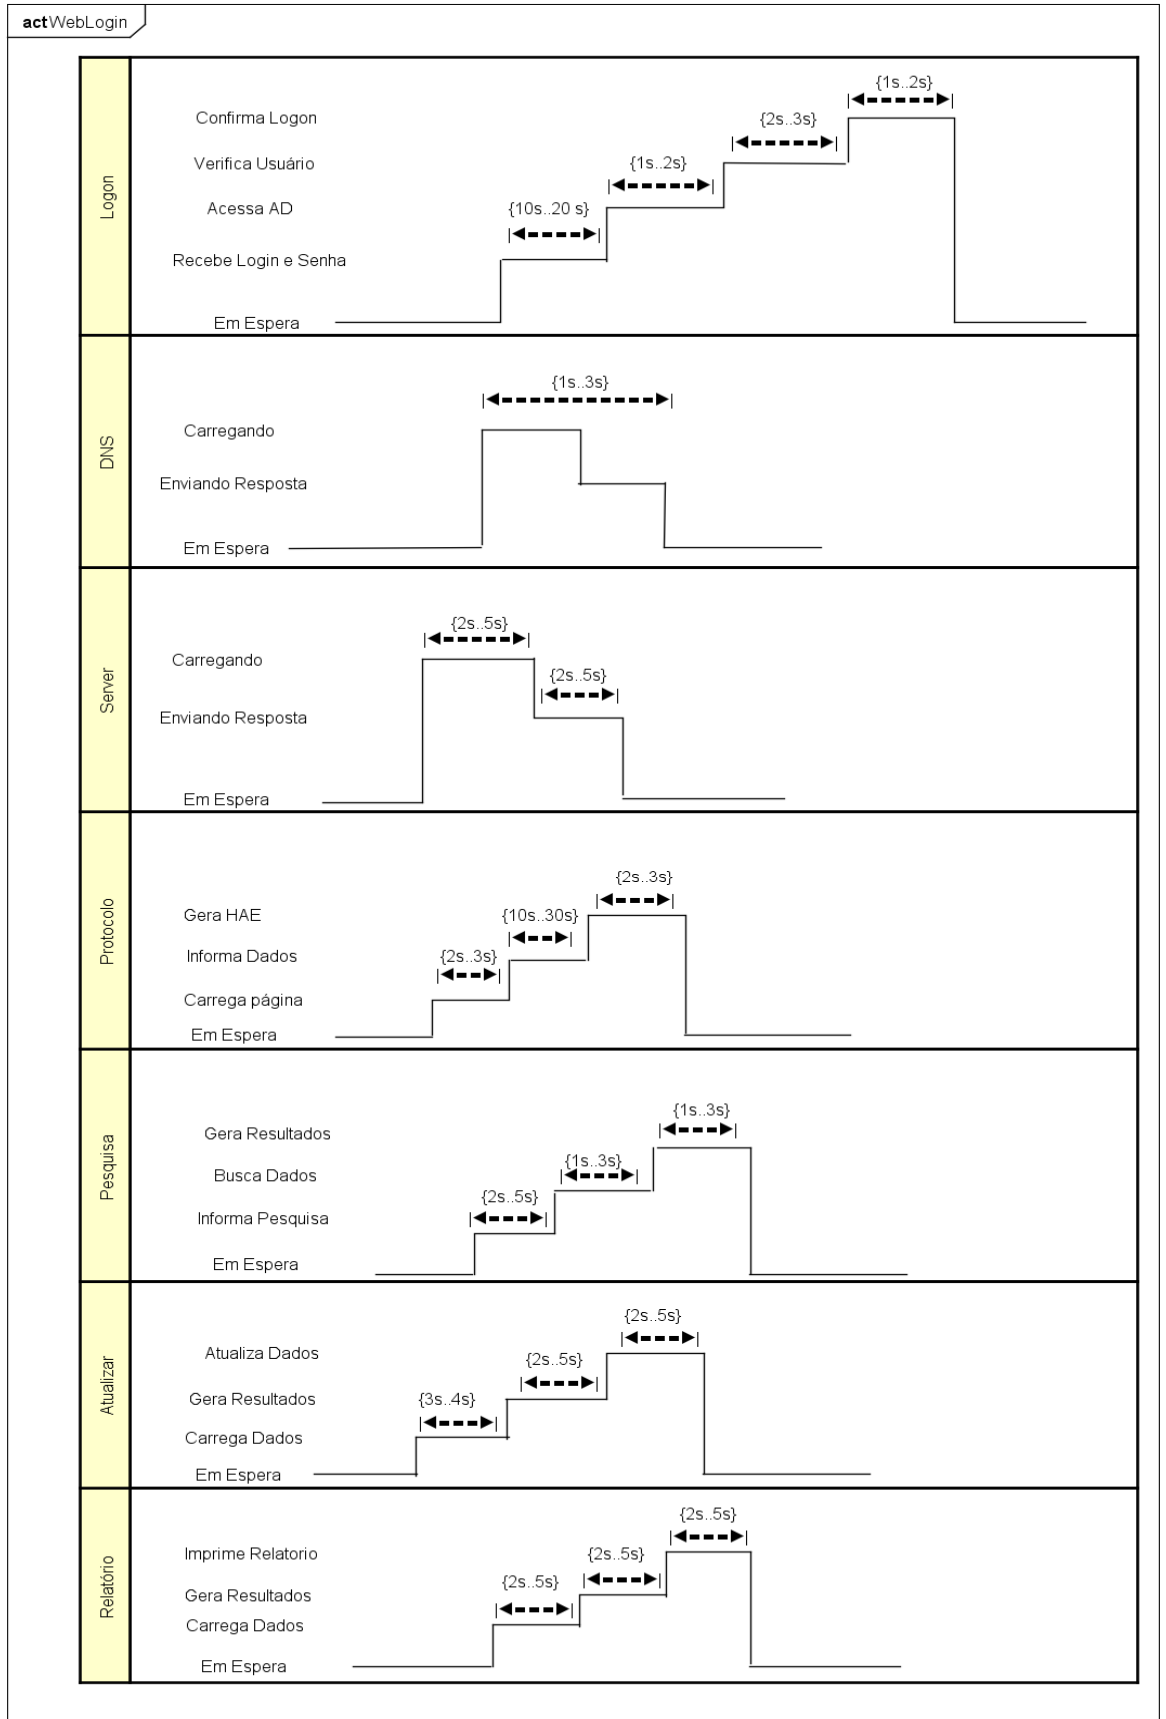 actWebLogin
Logon
{1s..2s}
Confirma Logon
{2s..3s}
Verifica Usuário
{1s..2s}
Acessa AD
{10s..20 s}
Recebe Login e Senha
Em Espera
DNS
{1s..3s}
Carregando
Enviando Resposta
Em Espera
Server
{2s..5s}
Carregando
{2s..5s}
Enviando Resposta
Em Espera
Protocolo
{2s..3s}
Gera HAE
{10s..30s}
Informa Dados
{2s..3s}
Carrega página
Em Espera
Pesquisa
{1s..3s}
Gera Resultados
{1s..3s}
Busca Dados
{2s..5s}
Informa Pesquisa
Em Espera
Atualizar
{2s..5s}
Atualiza Dados
{2s..5s}
Gera Resultados
{3s..4s}
Carrega Dados
Em Espera
Relatório
{2s..5s}
Imprime Relatorio
{2s..5s}
Gera Resultados
{2s..5s}
Carrega Dados
Em Espera